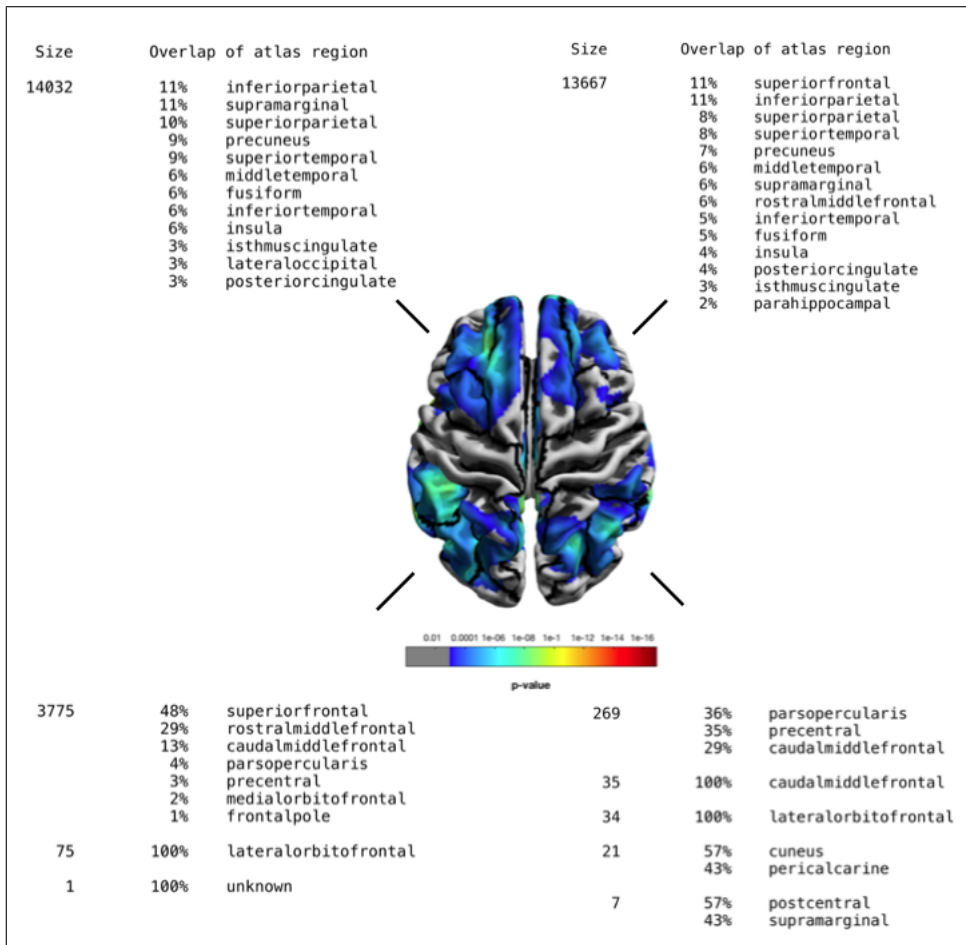 Size Overlap of atlas region
14032 11% inferiorparietal
11% supramarginal
10% superiorparietal
9% precuneus
9% superiortemporal
6% middletemporal
6% fusiform
6% inferiortemporal
6% insula
3% isthmuscingulate
3% lateraloccipital
3% posteriorcingulate
Size Overlap of atlas region
13667 11% superiorfrontal
11% inferiorparietal
8% superiorparietal
8% superiortemporal
7% precuneus
6% middletemporal
6% supramarginal
6% rostralmiddlefrontal
5% inferiortemporal
5% fusiform
4% insula
4% posteriorcingulate
3% isthmuscingulate
2% parahippocampal
0.01 0.0001 1e-06 1e-08 1e-1 1e-12 1e-14 1e-16
p-value
3775 48% superiorfrontal
29% rostralmiddlefrontal
13% caudalmiddlefrontal
4% parsopercularis
3% precentral
2% medialorbitofrontal
1% frontalpole
75 100% lateralorbitofrontal
1 100% unknown
269 36% parsopercularis
35% precentral
29% caudalmiddlefrontal
35 100% caudalmiddlefrontal
34 100% lateralorbitofrontal
21 57% cuneus
43% pericalcarine
7 57% postcentral
43% supramarginal